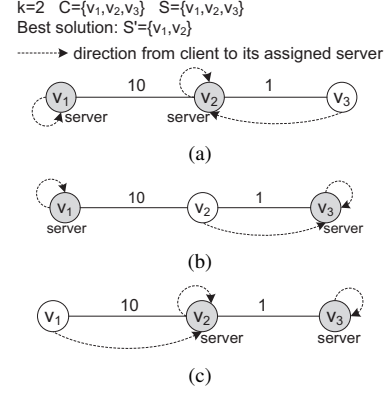 k=2 C={v₁,v₂,v₃} S={v₁,v₂,v₃}
Best solution: S'={v₁,v₂}
direction from client to its assigned server
10 1
v₁ v₂ v₃
server server
(a)
10 1
v₁ v₂ v₃
server server
(b)
10 1
v₁ v₂ v₃
server server
(c)